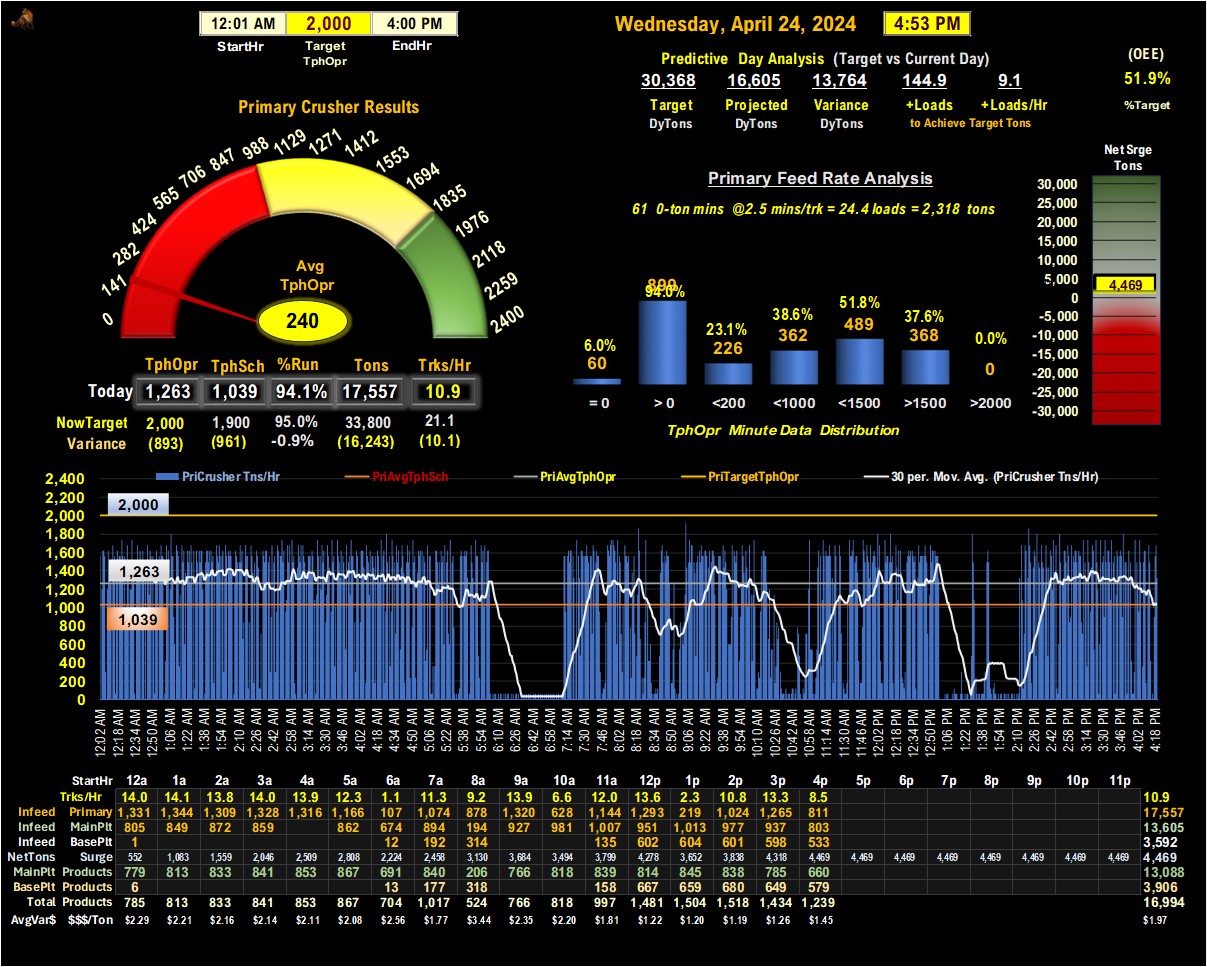 12:01 AM 2,000 4:00 PM
StartHr Target EndHr
TphOpr
Wednesday, April 24, 2024 4:53 PM
Predictive Day Analysis (Target vs Current Day)
30,368 16,605 13,764 144.9 9.1
Target Projected Variance +Loads +Loads/Hr
DyTons DyTons DyTons to Achieve Target Tons
(OEE)
51.9%
%Target
Primary Crusher Results
0 141 282 424 565 706 847 988 1129 1271 1412 1553 1694 1835 1976 2118 2259 2400
Avg
TphOpr
240
TphOpr TphSch %Run Tons Trks/Hr
Today 1,263 1,039 94.1% 17,557 10.9
NowTarget 2,000 1,900 95.0% 33,800 21.1
Variance (893) (961) -0.9% (16,243) (10.1)
Primary Feed Rate Analysis
61 0-ton mins @2.5 mins/trk = 24.4 loads = 2,318 tons
6.0% 94.0% 23.1% 38.6% 51.8% 37.6% 0.0%
60 226 362 489 368 0
= 0 > 0 <200 <1000 <1500 >1500 >2000
TphOpr Minute Data Distribution
Net Srge
Tons
30,000
25,000
20,000
15,000
10,000
5,000
4,469
0
-5,000
-10,000
-15,000
-20,000
-25,000
-30,000
PriCrusher Tns/Hr PriAvgTphSch PriAvgTphOpr PriTargetTphOpr 30 per. Mov. Avg. (PriCrusher Tns/Hr)
2,400
2,200
2,000
1,800
1,600
1,400
1,200
1,000
800
600
400
200
0
2,000
1,263
1,039
12:02 AM 12:18 AM 12:34 AM 12:50 AM 1:06 AM 1:22 AM 1:38 AM 1:54 AM 2:10 AM 2:26 AM 2:42 AM 2:58 AM 3:14 AM 3:30 AM 3:46 AM 4:02 AM 4:18 AM 4:34 AM 4:50 AM 5:06 AM 5:22 AM 5:38 AM 5:54 AM 6:10 AM 6:26 AM 6:42 AM 6:58 AM 7:14 AM 7:30 AM 7:46 AM 8:02 AM 8:18 AM 8:34 AM 8:50 AM 9:06 AM 9:22 AM 9:38 AM 9:54 AM 10:10 AM 10:26 AM 10:42 AM 10:58 AM 11:14 AM 11:30 AM 11:46 AM 12:02 PM 12:18 PM 12:34 PM 12:50 PM 1:06 PM 1:22 PM 1:38 PM 1:54 PM 2:10 PM 2:26 PM 2:42 PM 2:58 PM 3:14 PM 3:30 PM 3:46 PM 4:02 PM 4:18 PM
StartHr 12a 1a 2a 3a 4a 5a 6a 7a 8a 9a 10a 11a 12p 1p 2p 3p 4p 5p 6p 7p 8p 9p 10p 11p
Trks/Hr 14.0 14.1 13.8 14.0 13.9 12.3 1.1 11.3 9.2 13.9 6.6 12.0 13.6 2.3 10.8 13.3 8.5 10.9
Infeed Primary 1,331 1,344 1,309 1,328 1,316 1,166 107 1,074 878 1,320 628 1,144 1,293 219 1,024 1,265 811 17,557
Infeed MainPlt 805 849 872 859 862 674 894 194 927 981 1,007 951 1,013 977 937 803 13,605
Infeed BasePlt 1 12 192 314 135 602 604 601 598 533 3,592
NetTons Surge 552 1,083 1,559 2,046 2,509 2,808 2,224 2,458 3,130 3,684 3,494 3,799 4,278 3,652 3,838 4,318 4,469 4,469 4,469 4,469 4,469 4,469 4,469 4,469 4,469
MainPlt Products 779 813 833 841 853 867 691 840 206 766 818 839 814 845 838 785 660 13,088
BasePlt Products 6 13 177 318 158 667 659 680 649 579 3,906
Total Products 785 813 833 841 853 867 704 1,017 524 766 818 997 1,481 1,504 1,518 1,434 1,239 16,994
AvgVar$ $$$/Ton $2.29 $2.21 $2.16 $2.14 $2.11 $2.08 $2.56 $1.77 $3.44 $2.35 $2.20 $1.81 $1.22 $1.20 $1.19 $1.26 $1.45 $1.97